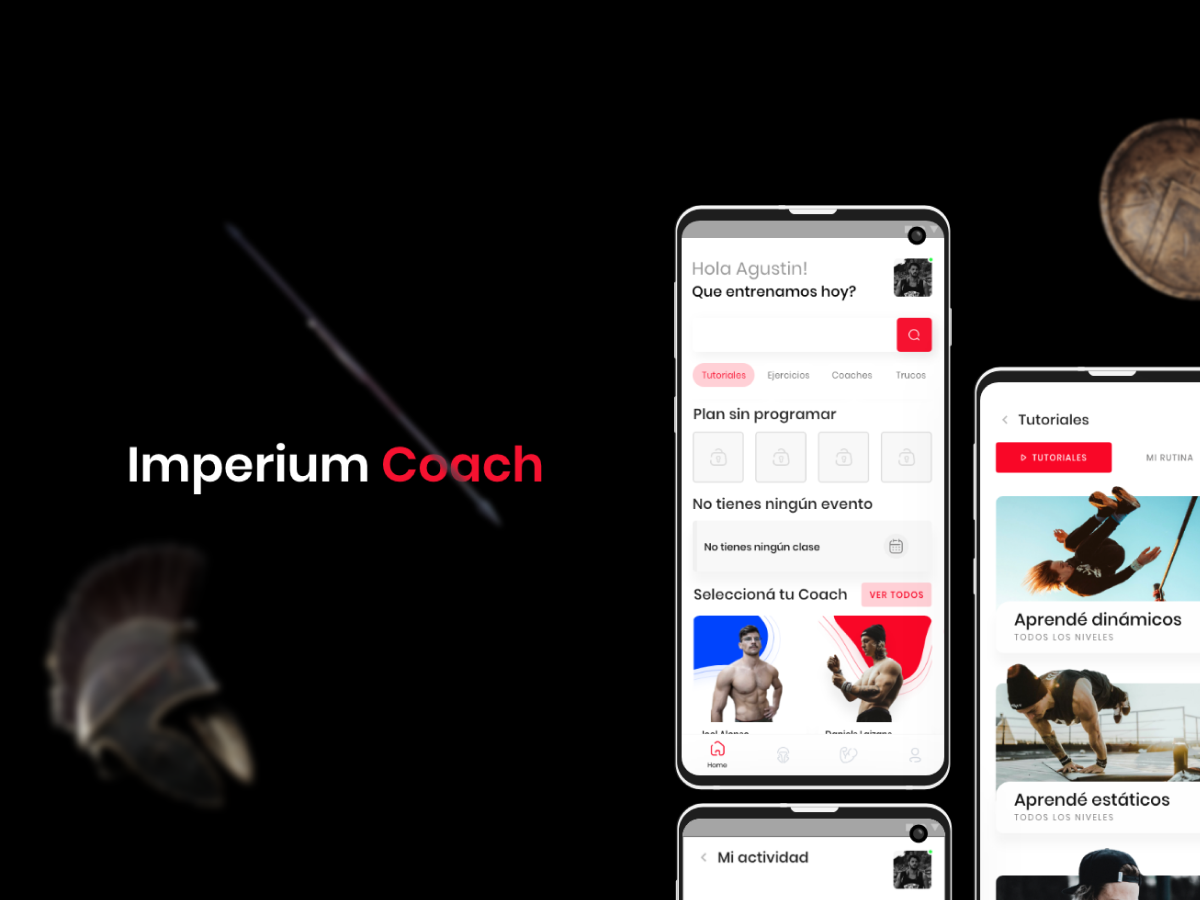 Imperium Coach
Hola Agustin!
Que entrenamos hoy?
Tutoriales Ejercicios Coaches Trucos
Plan sin programar
No tienes ningún evento
No tienes ningún clase
Seleccioná tu Coach VER TODOS
Home
Mi actividad
Tutoriales
TUTORIALES MI RUTINA
Aprendé dinámicos
TODOS LOS NIVELES
Aprendé estáticos
TODOS LOS NIVELES